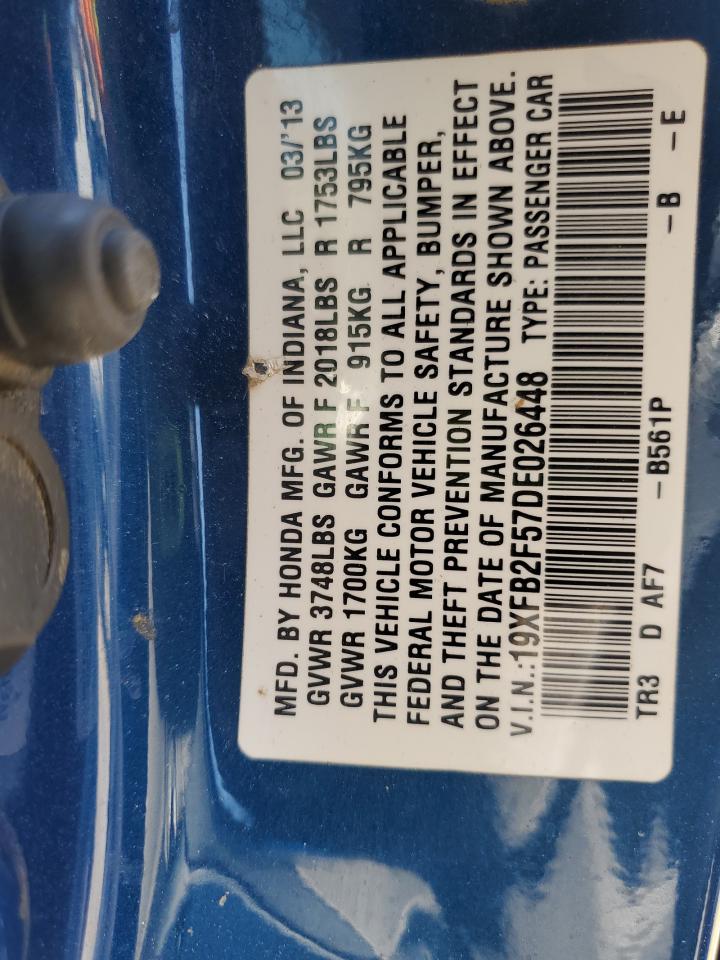 MFD. BY HONDA MFG. OF INDIANA, LLC 03/'13
GVWR 3748LBS GAWR F 2018LBS R 1753LBS
GVWR 1700KG GAWR F 915KG R 795KG
THIS VEHICLE CONFORMS TO ALL APPLICABLE
FEDERAL MOTOR VEHICLE SAFETY, BUMPER,
AND THEFT PREVENTION STANDARDS IN EFFECT
ON THE DATE OF MANUFACTURE SHOWN ABOVE.
V.I.N.:19XFB2F57DE026448 TYPE: PASSENGER CAR
TR3 D AF7 -B561P -B -E